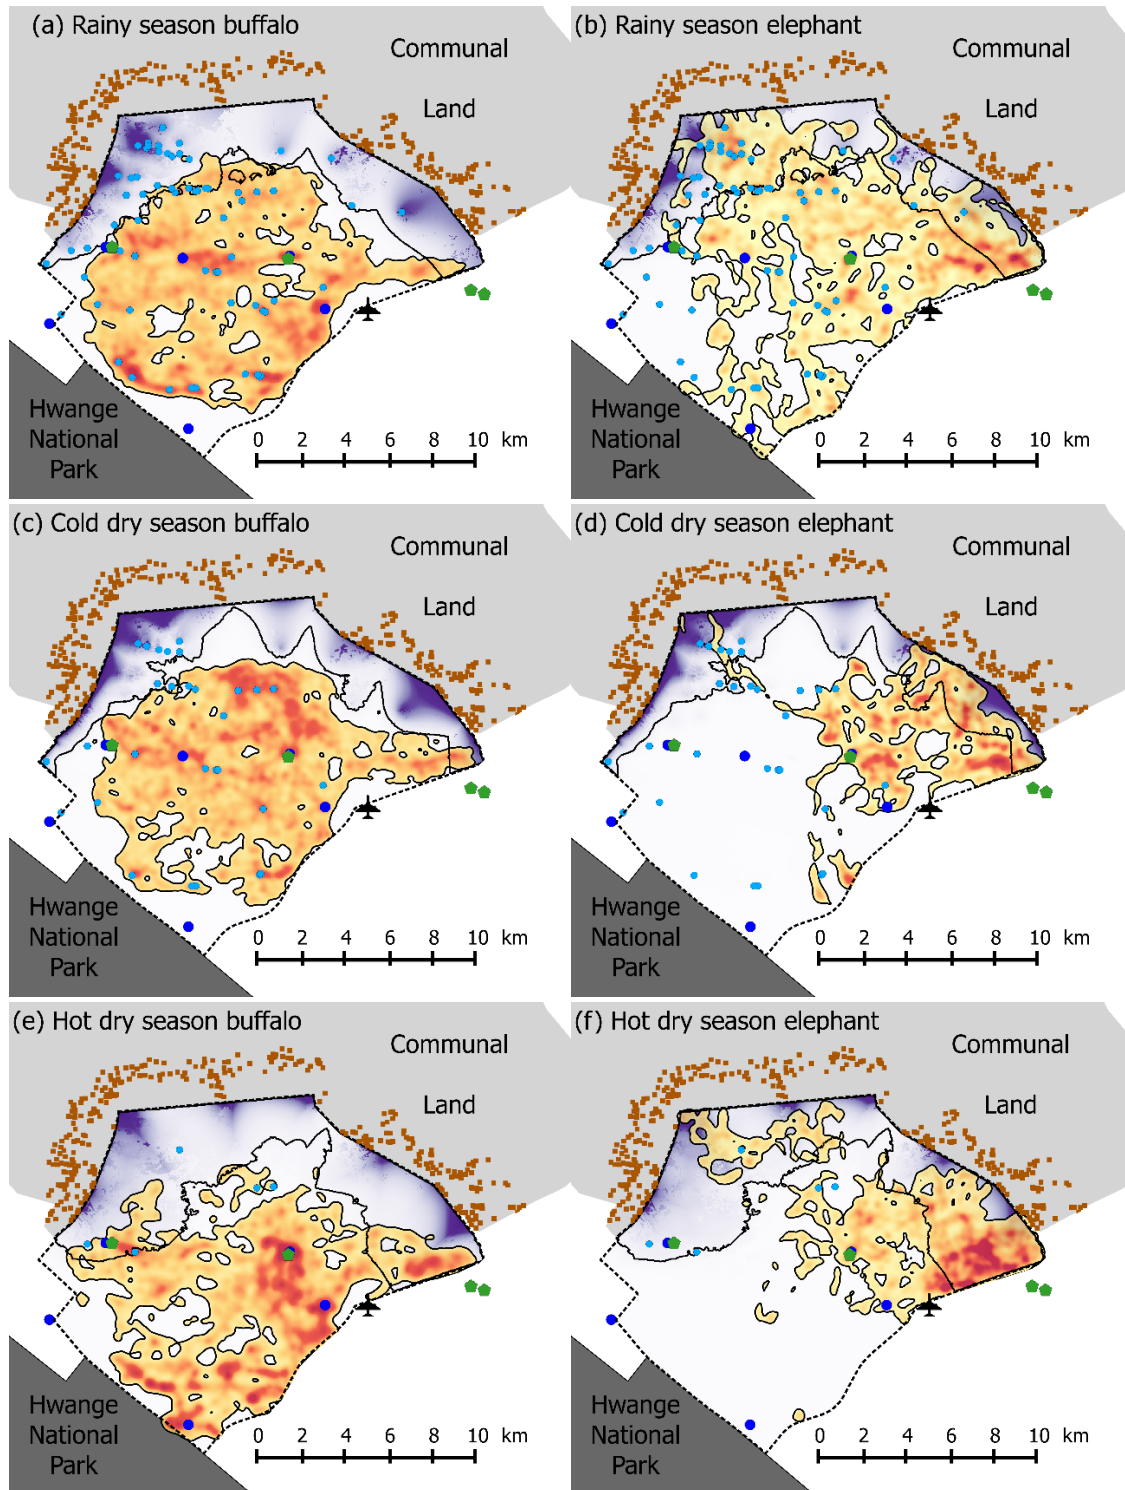 (a) Rainy season buffalo
Communal
Land
Hwange
National
Park
0 2 4 6 8 10 km
(b) Rainy season elephant
Communal
Land
Hwange
National
Park
0 2 4 6 8 10 km
(c) Cold dry season buffalo
Communal
Land
Hwange
National
Park
0 2 4 6 8 10 km
(d) Cold dry season elephant
Communal
Land
Hwange
National
Park
0 2 4 6 8 10 km
(e) Hot dry season buffalo
Communal
Land
Hwange
National
Park
0 2 4 6 8 10 km
(f) Hot dry season elephant
Communal
Land
Hwange
National
Park
0 2 4 6 8 10 km